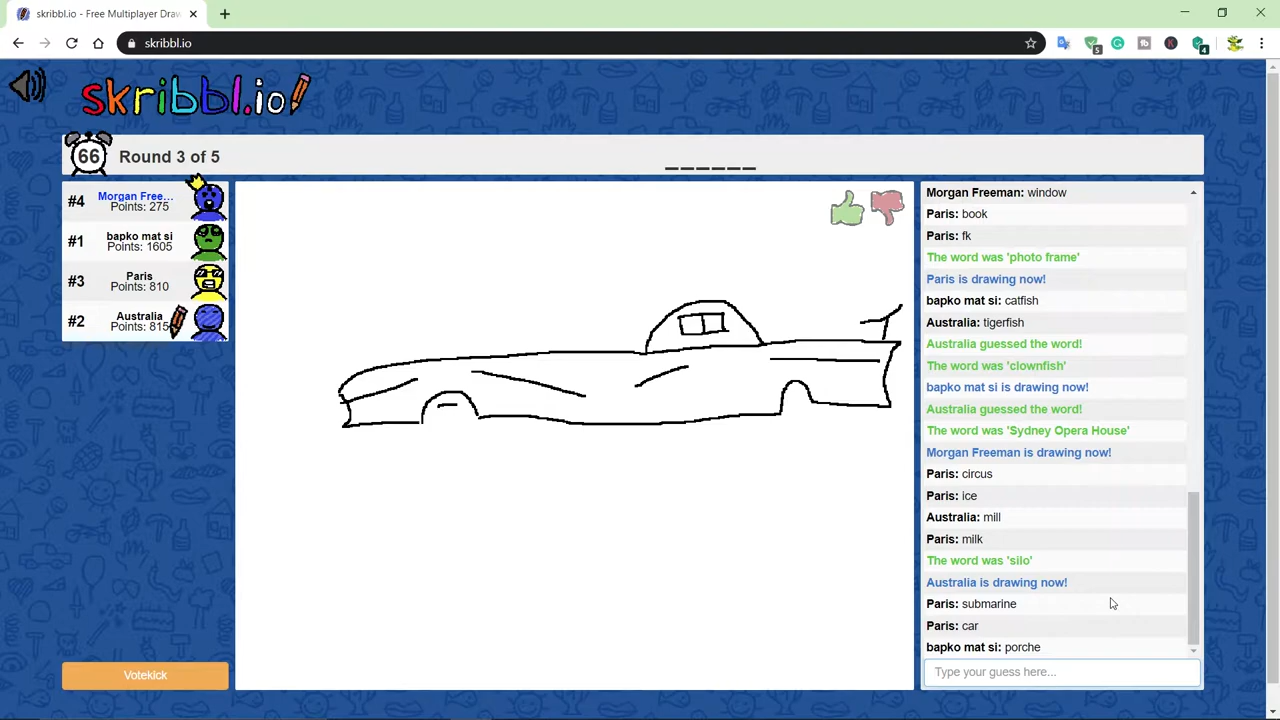 skribbl.io - Free Multiplayer Draw
skribbl.io
5
4
skribbl.io
66
Round 3 of 5
______
#4
Morgan Free...
Points: 275
#1
bapko mat si
Points: 1605
#3
Paris
Points: 810
#2
Australia
Points: 815
Votekick
Morgan Freeman: window
Paris: book
Paris: fk
The word was 'photo frame'
Paris is drawing now!
bapko mat si: catfish
Australia: tigerfish
Australia guessed the word!
The word was 'clownfish'
bapko mat si is drawing now!
Australia guessed the word!
The word was 'Sydney Opera House'
Morgan Freeman is drawing now!
Paris: circus
Paris: ice
Australia: mill
Paris: milk
The word was 'silo'
Australia is drawing now!
Paris: submarine
Paris: car
bapko mat si: porche
Type your guess here...